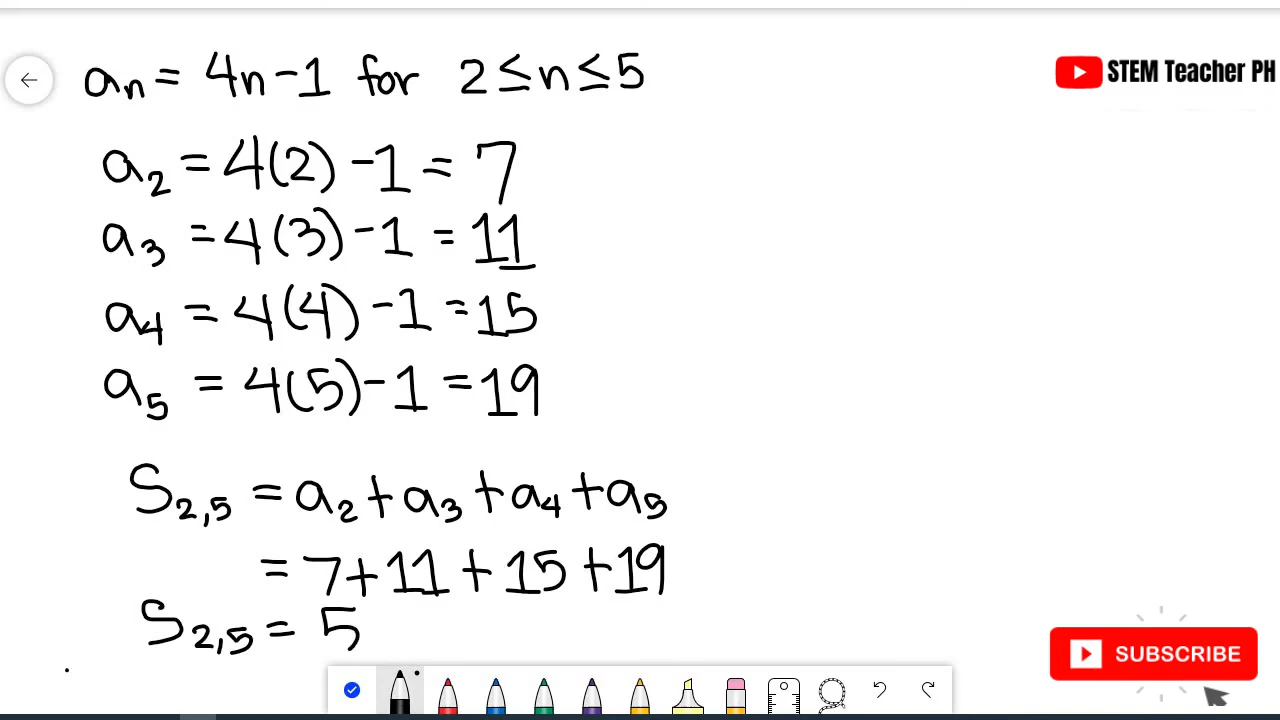 aₙ = 4n - 1 for 2 ≤ n ≤ 5
STEM Teacher PH
a₂ = 4(2) - 1 = 7
a₃ = 4(3) - 1 = 11
a₄ = 4(4) - 1 = 15
a₅ = 4(5) - 1 = 19
S₂,₅ = a₂ + a₃ + a₄ + a₅
= 7 + 11 + 15 + 19
S₂,₅ = 5
SUBSCRIBE